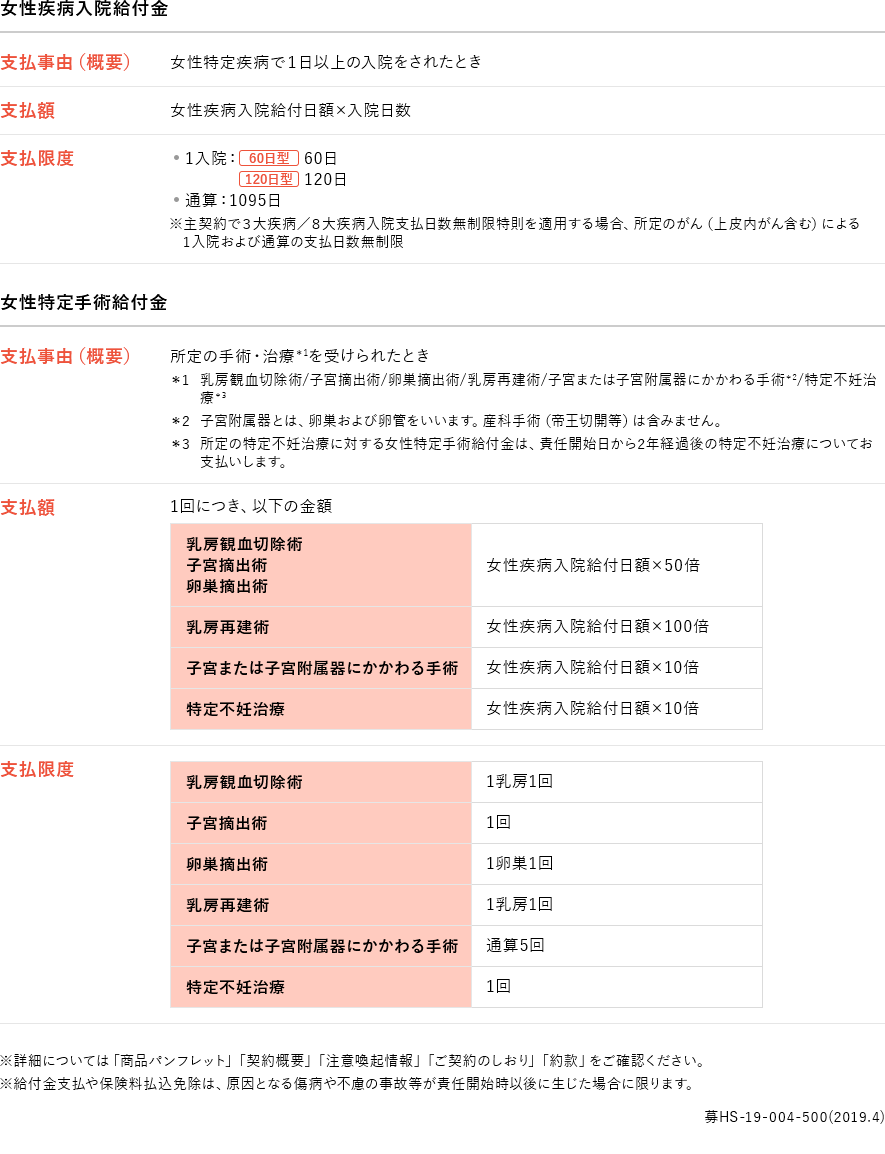 女性疾病入院給付金
支払事由（概要） 女性特定疾病で1日以上の入院をされたとき
支払額 女性疾病入院給付日額×入院日数
支払限度 ●1入院：60日型 60日
120日型 120日
●通算：1095日
※主契約で3大疾病／8大疾病入院支払日数無制限特則を適用する場合、所定のがん（上皮内がん含む）による
1入院および通算の支払日数無制限
女性特定手術給付金
支払事由（概要） 所定の手術・治療*1を受けられたとき
＊1 乳房観血切除術/子宮摘出術/卵巣摘出術/乳房再建術/子宮または子宮附属器にかかわる手術*2/特定不妊治
療*3
＊2 子宮附属器とは、卵巣および卵管をいいます。産科手術（帝王切開等）は含みません。
＊3 所定の特定不妊治療に対する女性特定手術給付金は、責任開始日から2年経過後の特定不妊治療についてお
支払いします。
支払額 1回につき、以下の金額
乳房観血切除術
子宮摘出術 女性疾病入院給付日額×50倍
卵巣摘出術
乳房再建術 女性疾病入院給付日額×100倍
子宮または子宮附属器にかかわる手術 女性疾病入院給付日額×10倍
特定不妊治療 女性疾病入院給付日額×10倍
支払限度 乳房観血切除術 1乳房1回
子宮摘出術 1回
卵巣摘出術 1卵巣1回
乳房再建術 1乳房1回
子宮または子宮附属器にかかわる手術 通算5回
特定不妊治療 1回
※詳細については「商品パンフレット」「契約概要」「注意喚起情報」「ご契約のしおり」「約款」をご確認ください。
※給付金支払や保険料払込免除は、原因となる傷病や不慮の事故等が責任開始時以後に生じた場合に限ります。
募HS-19-004-500(2019.4)